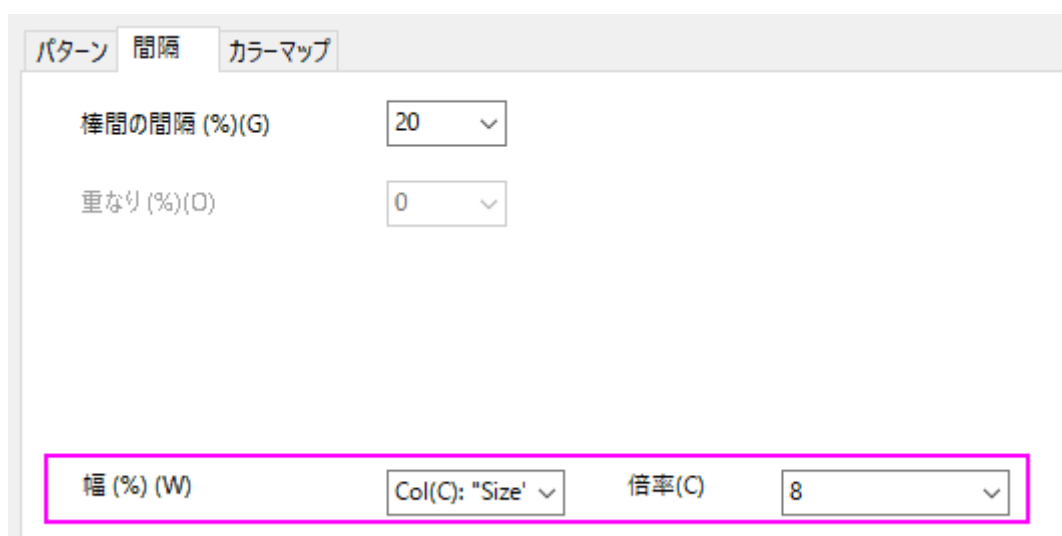 パターン 間隔 カラーマップ
棒間の間隔 (%)(G) 20
重なり (%)(O) 0
幅 (%) (W) Col(C): "Size' 倍率(C) 8